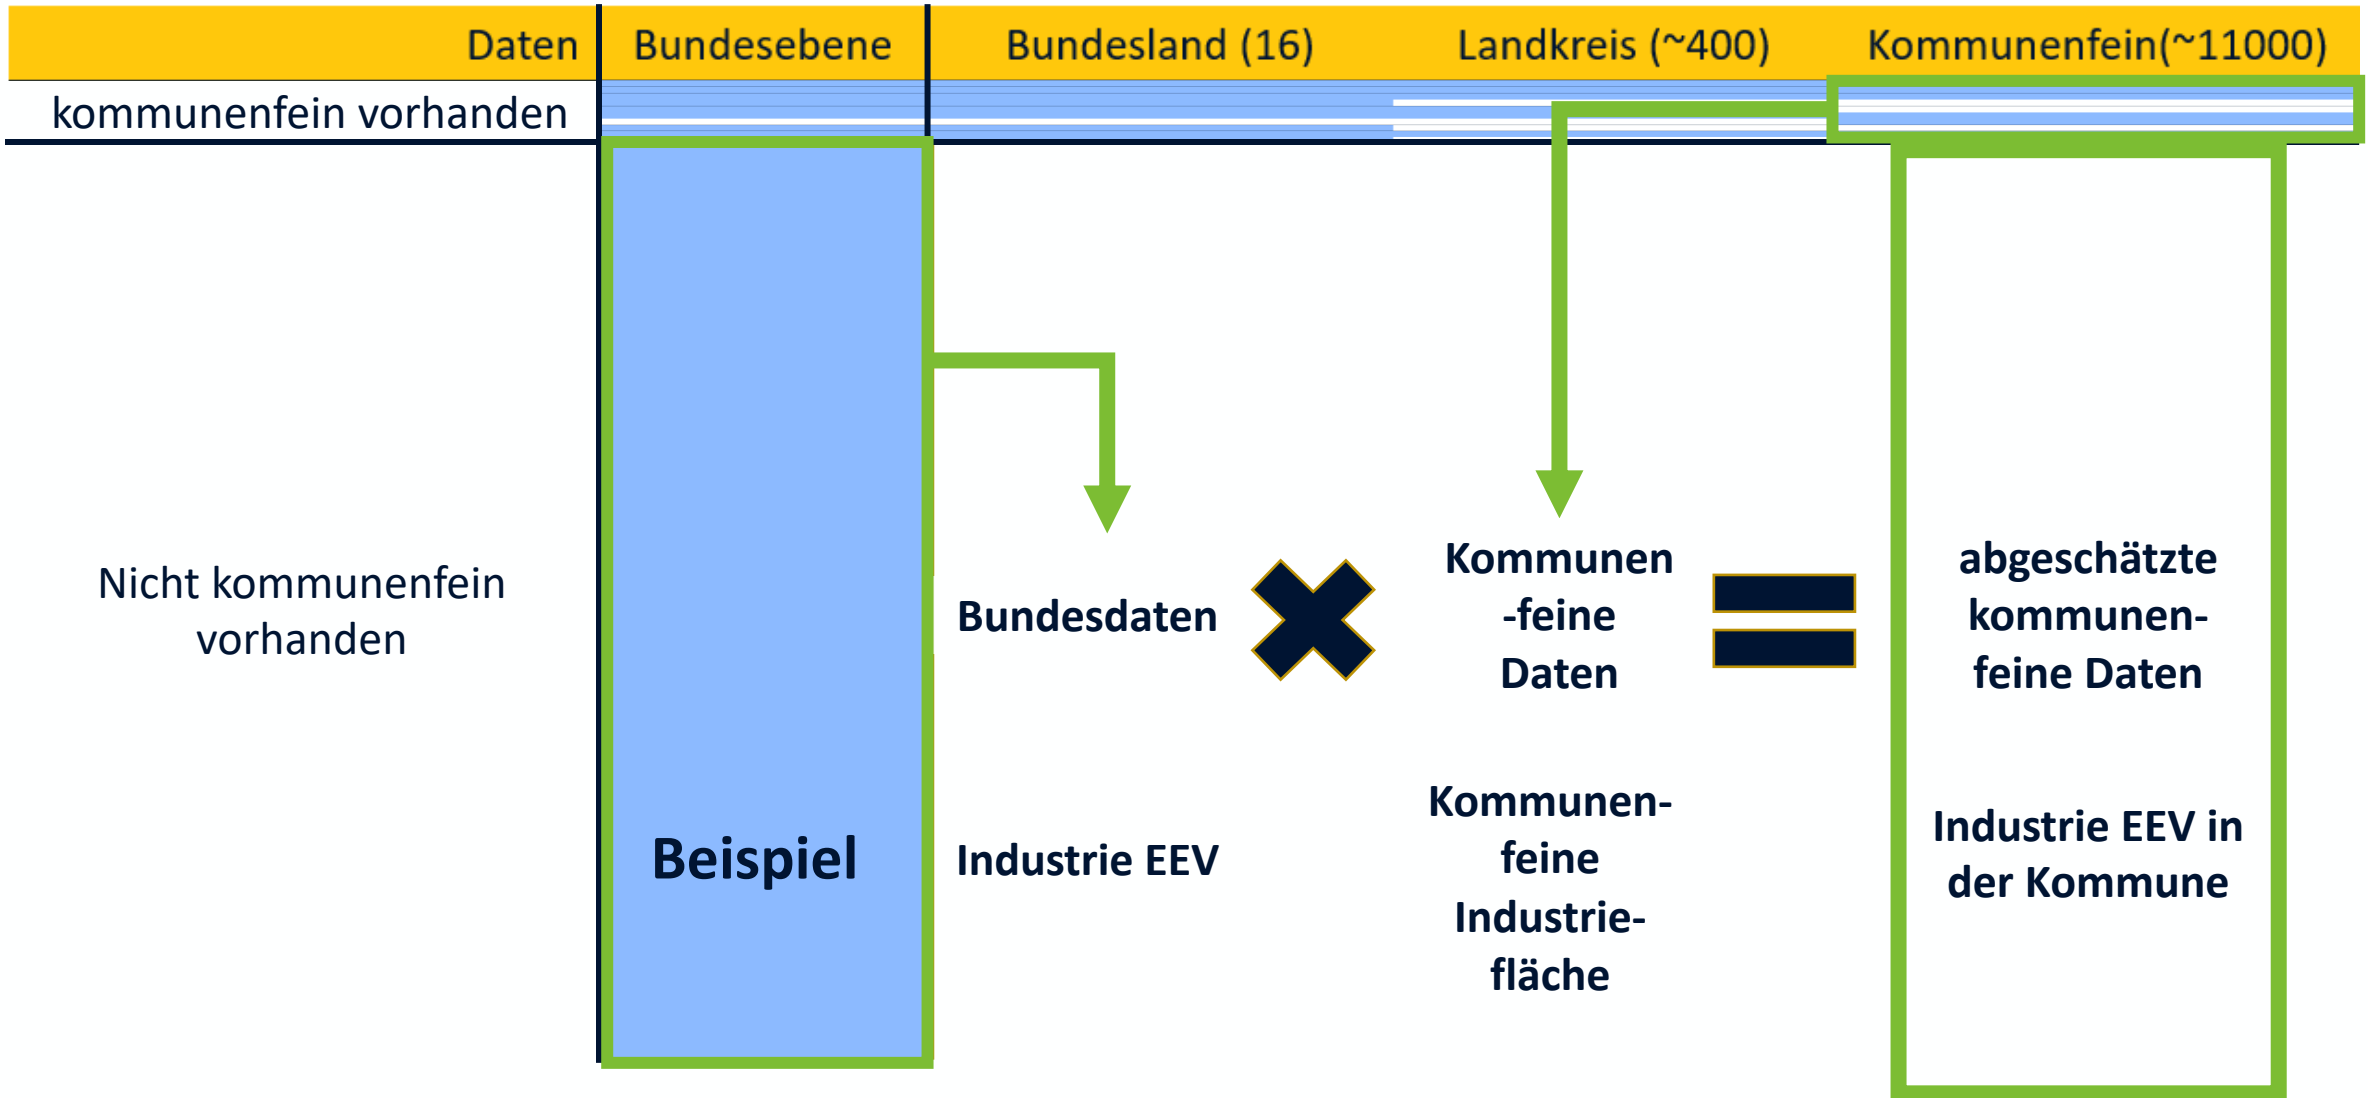 Daten Bundesebene Bundesland (16) Landkreis (~400) Kommunenfein(~11000)
kommunenfein vorhanden
Nicht kommunenfein
vorhanden
Bundesdaten
Kommunen
-feine
Daten
abgeschätzte
kommunen-
feine Daten
Beispiel
Industrie EEV
Kommunen-
feine
Industrie-
fläche
Industrie EEV in
der Kommune